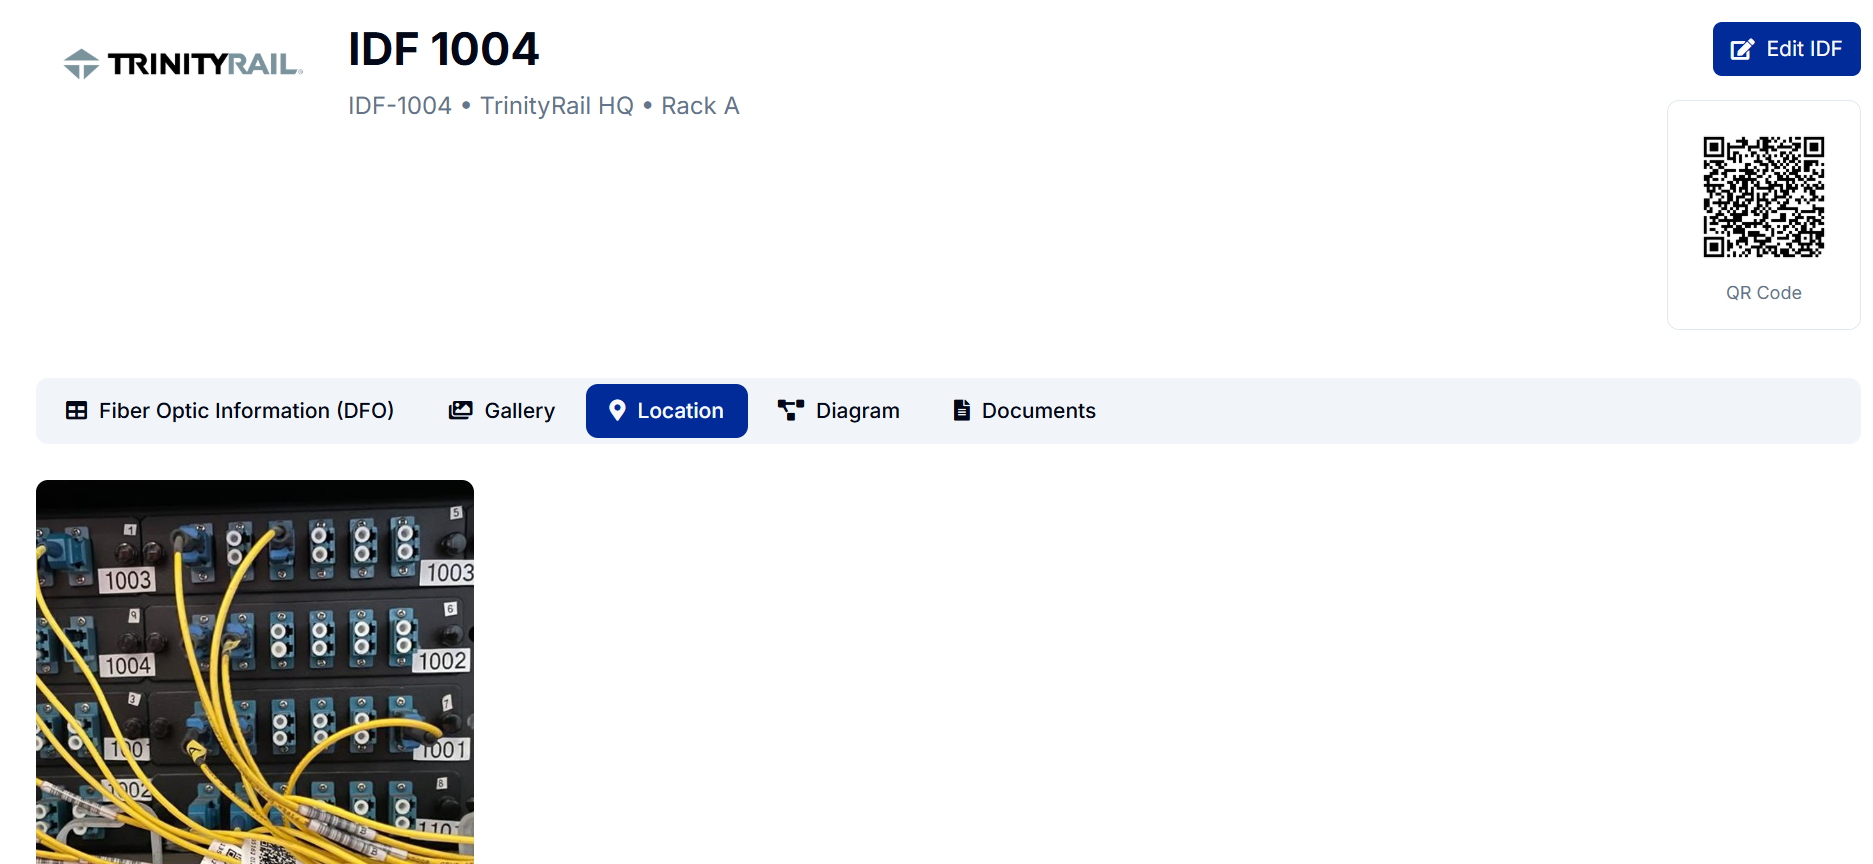 TRINITYRAIL
IDF 1004
IDF-1004 • TrinityRail HQ • Rack A
Edit IDF
QR Code
Fiber Optic Information (DFO)
Gallery
Location
Diagram
Documents
1
5
1003
1003
6
1004
1002
3
7
1001
1001
8
1002
110
B
B